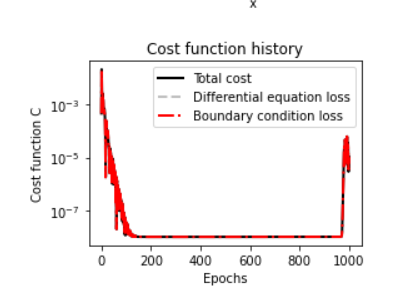 x
Cost function history
Total cost
Differential equation loss
Boundary condition loss
Cost function C
10⁻³
10⁻⁵
10⁻⁷
0 200 400 600 800 1000
Epochs